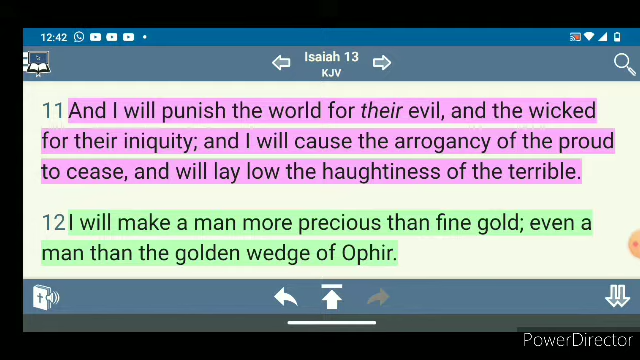 12:42
Isaiah 13
KJV
11 And I will punish the world for their evil, and the wicked
for their iniquity; and I will cause the arrogancy of the proud
to cease, and will lay low the haughtiness of the terrible.
12 I will make a man more precious than fine gold; even a
man than the golden wedge of Ophir.
PowerDirector